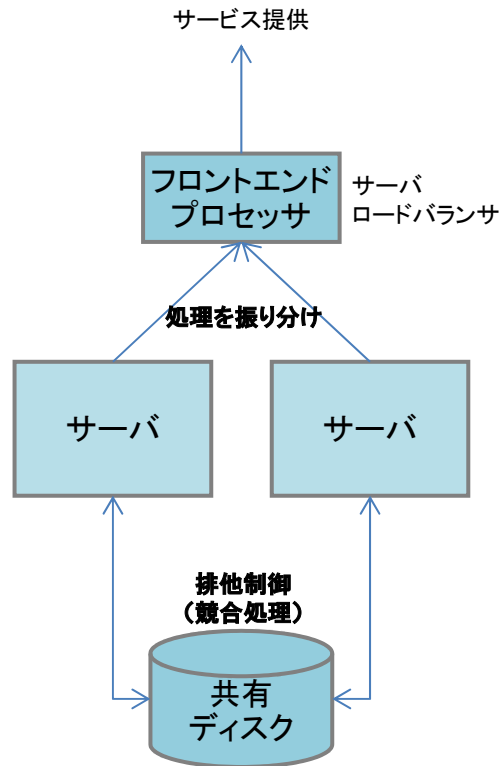 サービス提供
フロントエンド
プロセッサ
サーバ
ロードバランサ
処理を振り分け
サーバ
サーバ
排他制御
（競合処理）
共有
ディスク